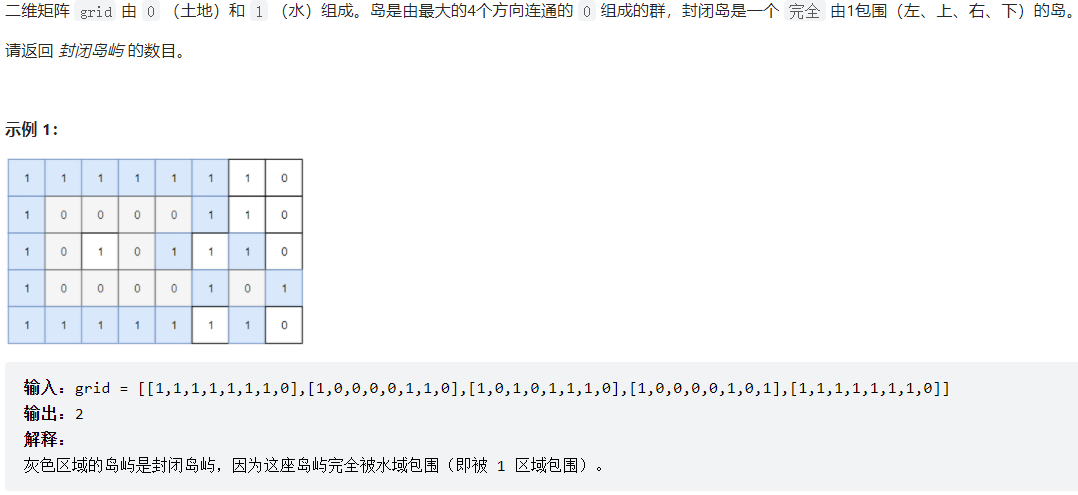 二维矩阵 grid 由 0 （土地）和 1 （水）组成。岛是由最大的4个方向连通的 0 组成的群，封闭岛是一个 完全 由1包围（左、上、右、下）的岛。
请返回 封闭岛屿 的数目。
示例 1：
1 1 1 1 1 1 1 0
1 0 0 0 0 1 1 0
1 0 1 0 1 1 1 0
1 0 0 0 0 1 0 1
1 1 1 1 1 1 1 0
输入：grid = [[1,1,1,1,1,1,1,0],[1,0,0,0,0,1,1,0],[1,0,1,0,1,1,1,0],[1,0,0,0,0,1,0,1],[1,1,1,1,1,1,1,0]]
输出：2
解释：
灰色区域的岛屿是封闭岛屿，因为这座岛屿完全被水域包围（即被 1 区域包围）。